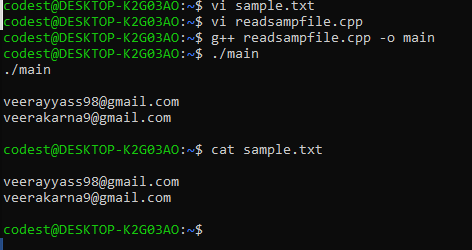 codest@DESKTOP-K2G03AO:~$ vi sample.txt
codest@DESKTOP-K2G03AO:~$ vi readsampfile.cpp
codest@DESKTOP-K2G03AO:~$ g++ readsampfile.cpp -o main
codest@DESKTOP-K2G03AO:~$ ./main
./main
veerayyass98@gmail.com
veerakarna9@gmail.com
codest@DESKTOP-K2G03AO:~$ cat sample.txt
veerayyass98@gmail.com
veerakarna9@gmail.com
codest@DESKTOP-K2G03AO:~$